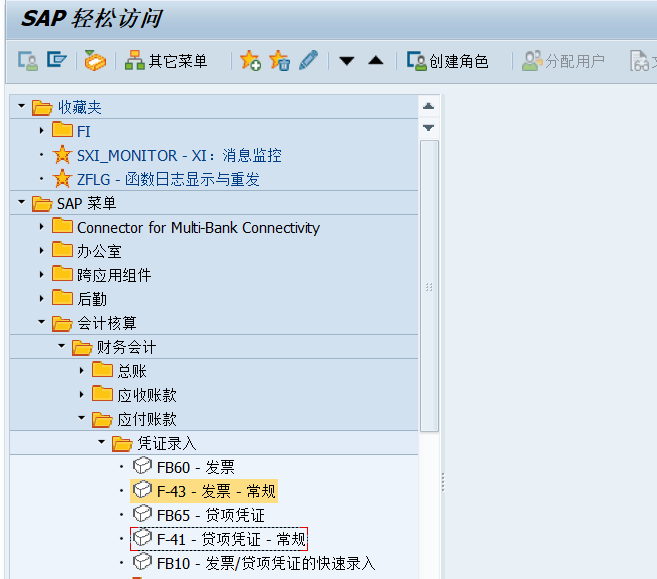 SAP 轻松访问
其它菜单 创建角色 分配用户
收藏夹
FI
SXI_MONITOR - XI：消息监控
ZFLG - 函数日志显示与重发
SAP 菜单
Connector for Multi-Bank Connectivity
办公室
跨应用组件
后勤
会计核算
财务会计
总账
应收账款
应付账款
凭证录入
FB60 - 发票
F-43 - 发票 - 常规
FB65 - 贷项凭证
F-41 - 贷项凭证 - 常规
FB10 - 发票/贷项凭证的快速录入